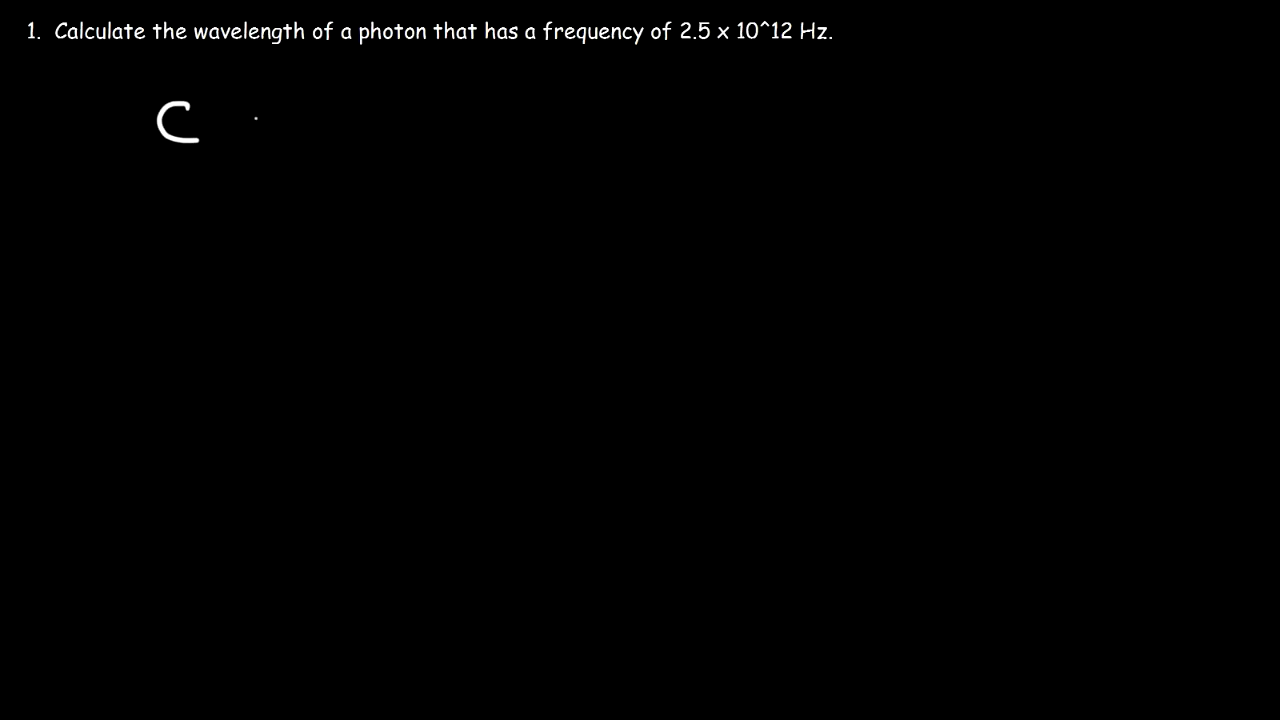 1. Calculate the wavelength of a photon that has a frequency of 2.5 x 10^12 Hz.
C